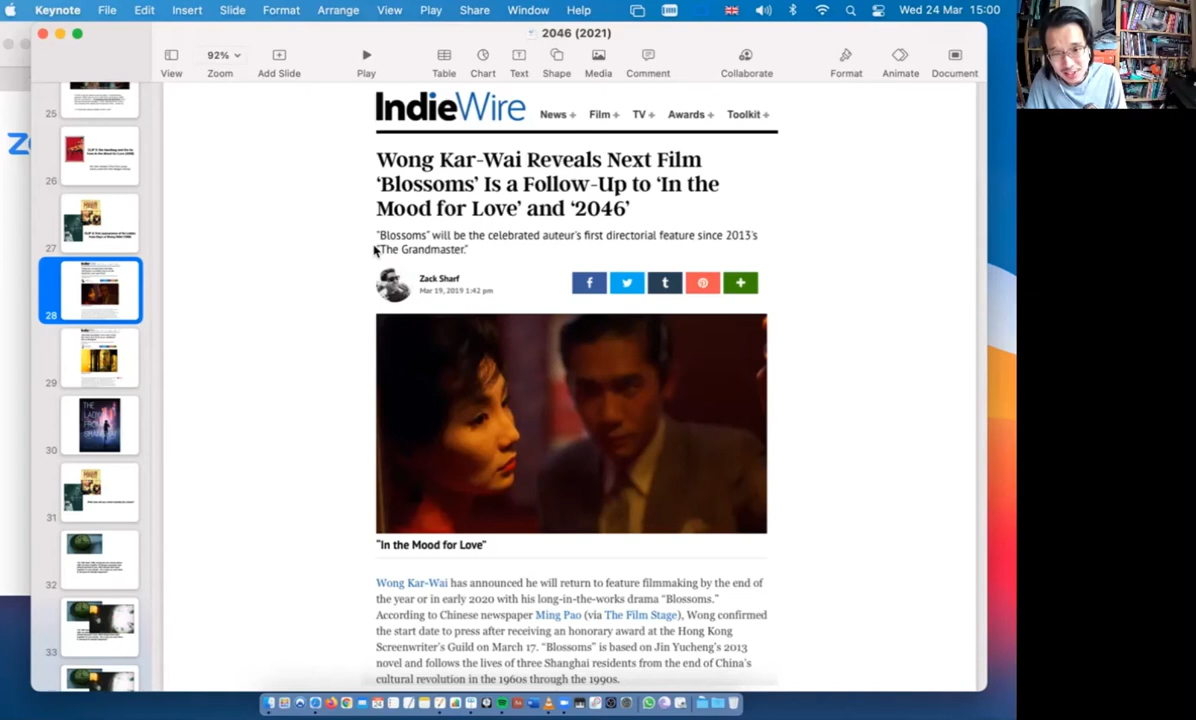 Keynote File Edit Insert Slide Format Arrange View Play Share Window Help Wed 24 Mar 15:00
2046 (2021)
92%
View Zoom Add Slide Play Table Chart Text Shape Media Comment Collaborate Format Animate Document
25
26
27
28
29
30
31
32
33
THE LADY FROM SHANGHAI
IndieWire News + Film + TV + Awards + Toolkit +
Wong Kar-Wai Reveals Next Film
‘Blossoms’ Is a Follow-Up to ‘In the
Mood for Love’ and ‘2046’
"Blossoms" will be the celebrated auteur's first directorial feature since 2013's
"The Grandmaster."
Zack Sharf
Mar 19, 2019 1:42 pm
"In the Mood for Love"
Wong Kar-Wai has announced he will return to feature filmmaking by the end of
the year or in early 2020 with his long-in-the-works drama “Blossoms.”
According to Chinese newspaper Ming Pao (via The Film Stage), Wong confirmed
the start date to press after receiving an honorary award at the Hong Kong
Screenwriter’s Guild on March 17. “Blossoms” is based on Jin Yucheng’s 2013
novel and follows the lives of three Shanghai residents from the end of China’s
cultural revolution in the 1960s through the 1990s.